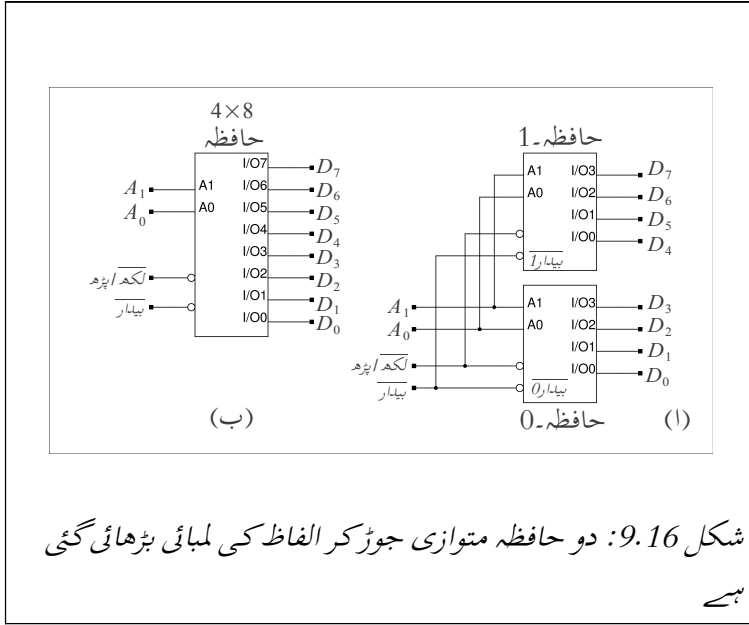 4×8
حافظہ
I/O7
I/O6
I/O5
I/O4
I/O3
I/O2
I/O1
I/O0
A1
A0
A₁
A₀
لکھ/پڑھ
بیدار
D₇
D₆
D₅
D₄
D₃
D₂
D₁
D₀
(ب)
حافظہ۔1
A1
A0
I/O3
I/O2
I/O1
I/O0
بیدار1
D₇
D₆
D₅
D₄
A1
A0
I/O3
I/O2
I/O1
I/O0
بیدار0
D₃
D₂
D₁
D₀
A₁
A₀
لکھ/پڑھ
بیدار
حافظہ۔0
(ا)
شکل 9.16: دو حافظہ متوازی جوڑ کر الفاظ کی لمبائی بڑھائی گئی
ہے